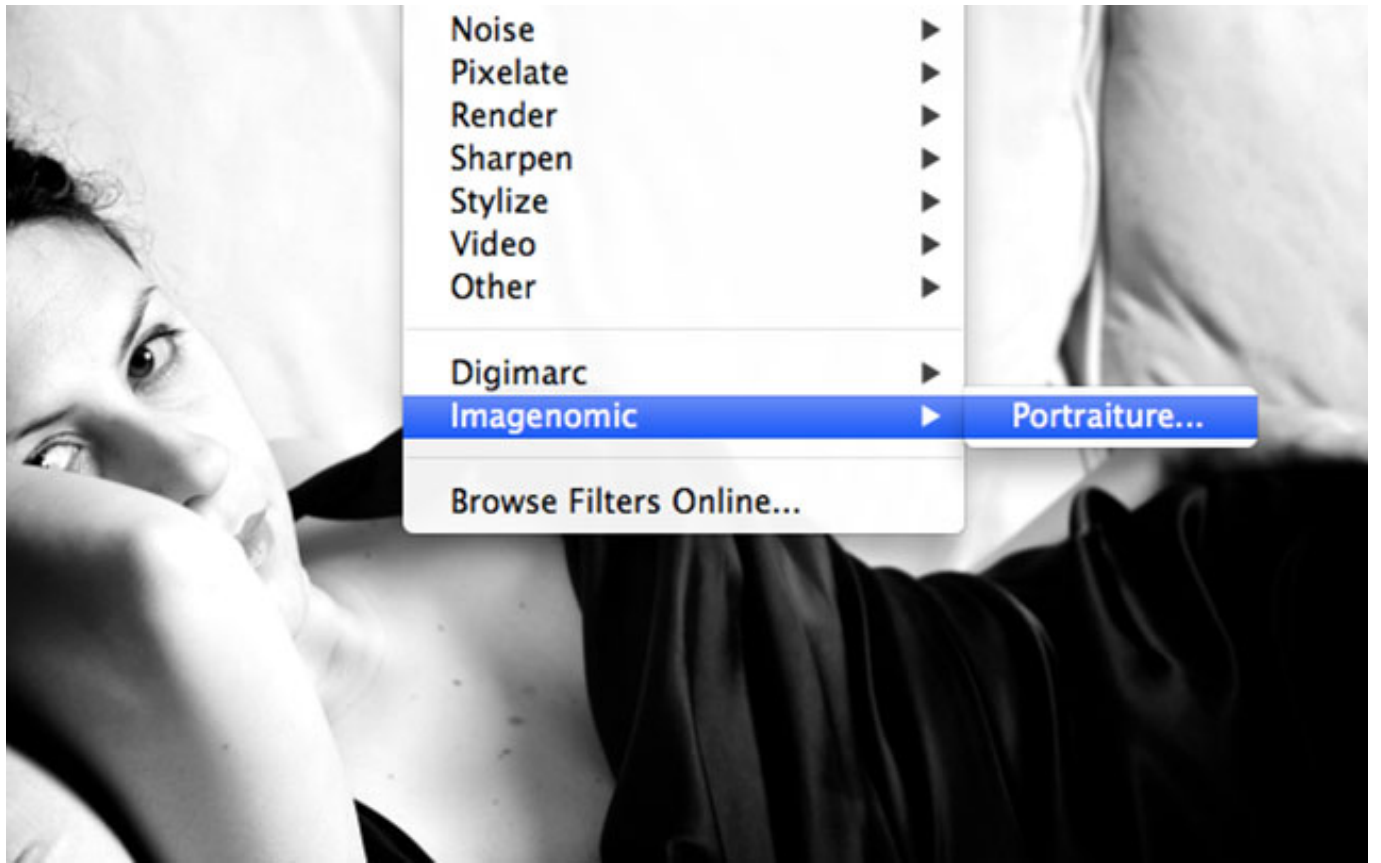 Noise
Pixelate
Render
Sharpen
Stylize
Video
Other
Digimarc
Imagenomic
Portraiture...
Browse Filters Online...